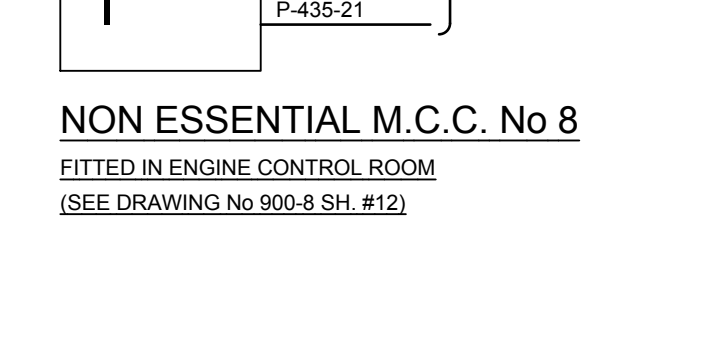 P-435-21
NON ESSENTIAL M.C.C. No 8
FITTED IN ENGINE CONTROL ROOM
(SEE DRAWING No 900-8 SH. #12)